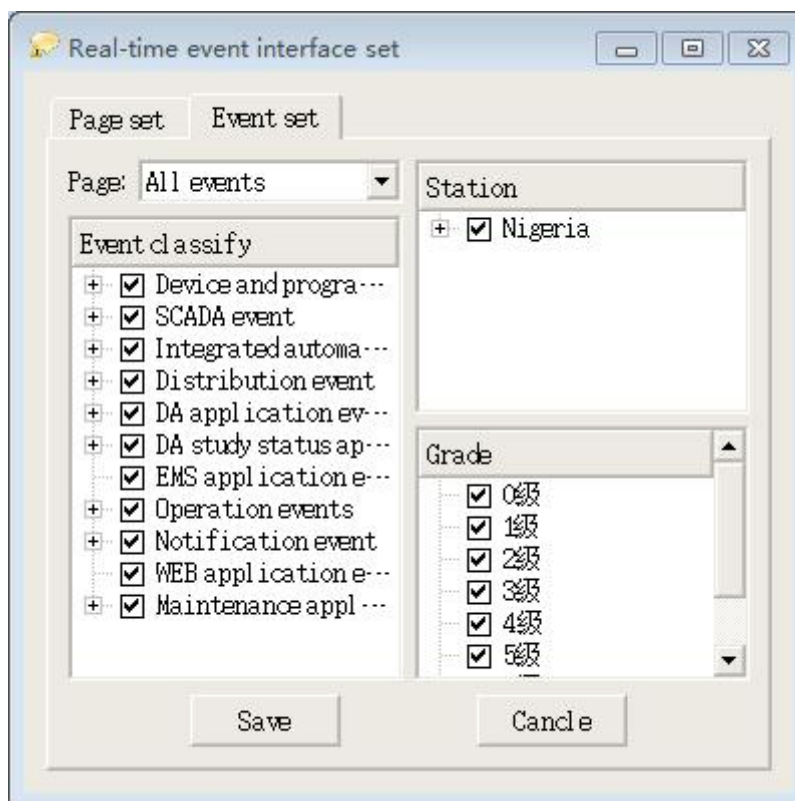 Real-time event interface set
Page set
Event set
Page: All events
Event classify
Device and progra···
SCADA event
Integrated automa···
Distribution event
DA application ev···
DA study status ap···
EMS application e···
Operation events
Notification event
WEB application e···
Maintenance appl···
Station
Nigeria
Grade
0级
1级
2级
3级
4级
5级
Save
Cancle